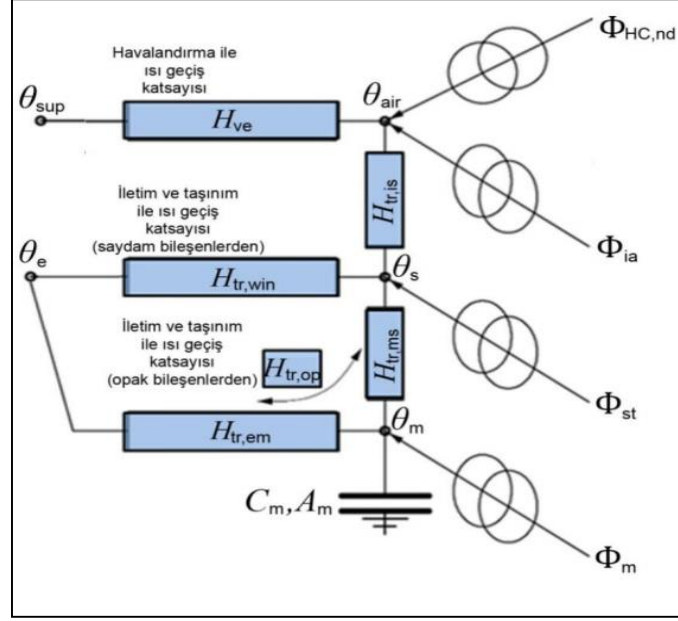 ΦHC,nd
Havalandırma ile
ısı geçiş
katsayısı
θsup
Hve
θair
Htr,is
Φia
İletim ve taşınım
ile ısı geçiş
katsayısı
(saydam bileşenlerden)
θe
Htr,win
θs
İletim ve taşınım
ile ısı geçiş
katsayısı
(opak bileşenlerden)
Htr,op
Htr,ms
Φst
Htr,em
θm
Cm,Am
Φm